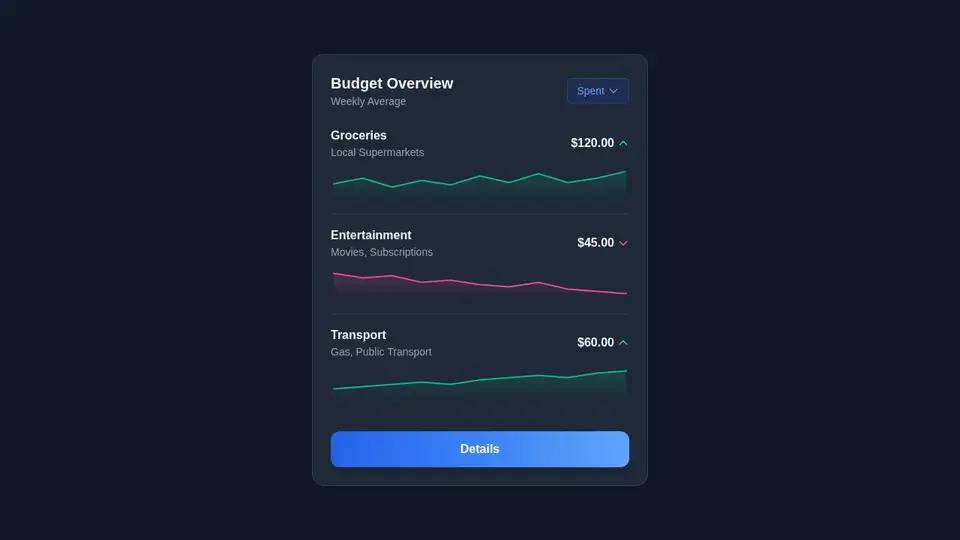 Budget Overview
Weekly Average
Spent
Groceries
Local Supermarkets
$120.00
Entertainment
Movies, Subscriptions
$45.00
Transport
Gas, Public Transport
$60.00
Details